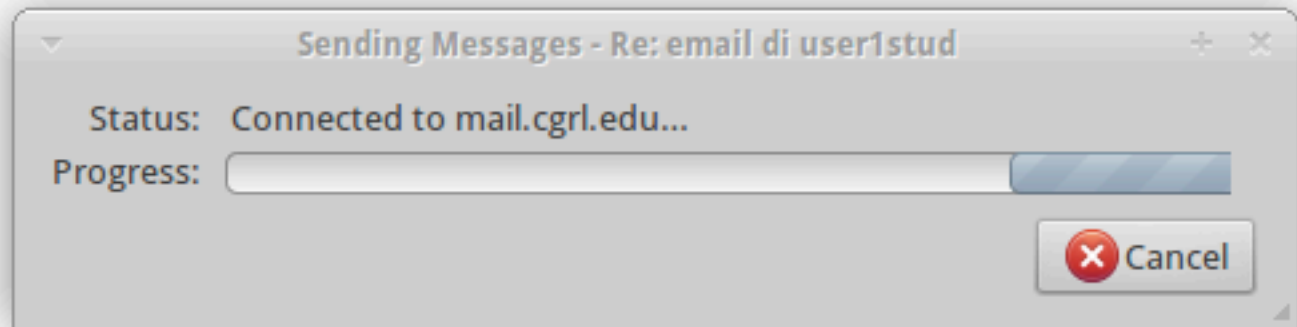 Sending Messages - Re: email di user1stud
Status: Connected to mail.cgrl.edu...
Progress:
Cancel